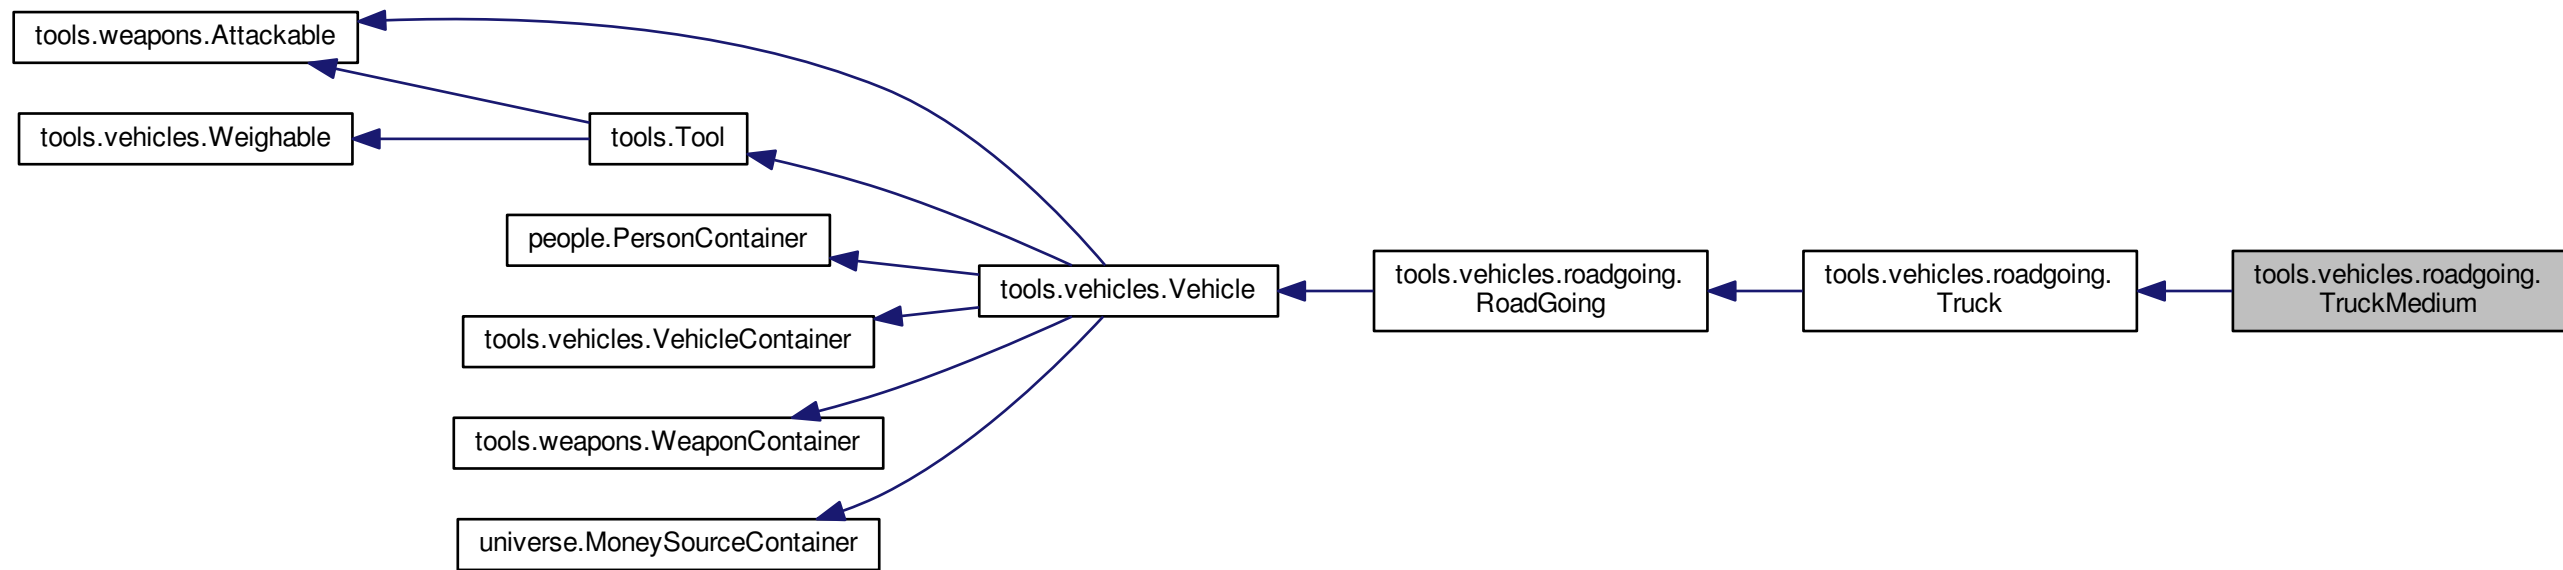 tools.weapons.Attackable
tools.vehicles.Weighable
tools.Tool
people.PersonContainer
tools.vehicles.VehicleContainer
tools.weapons.WeaponContainer
universe.MoneySourceContainer
tools.vehicles.Vehicle
tools.vehicles.roadgoing.
RoadGoing
tools.vehicles.roadgoing.
Truck
tools.vehicles.roadgoing.
TruckMedium